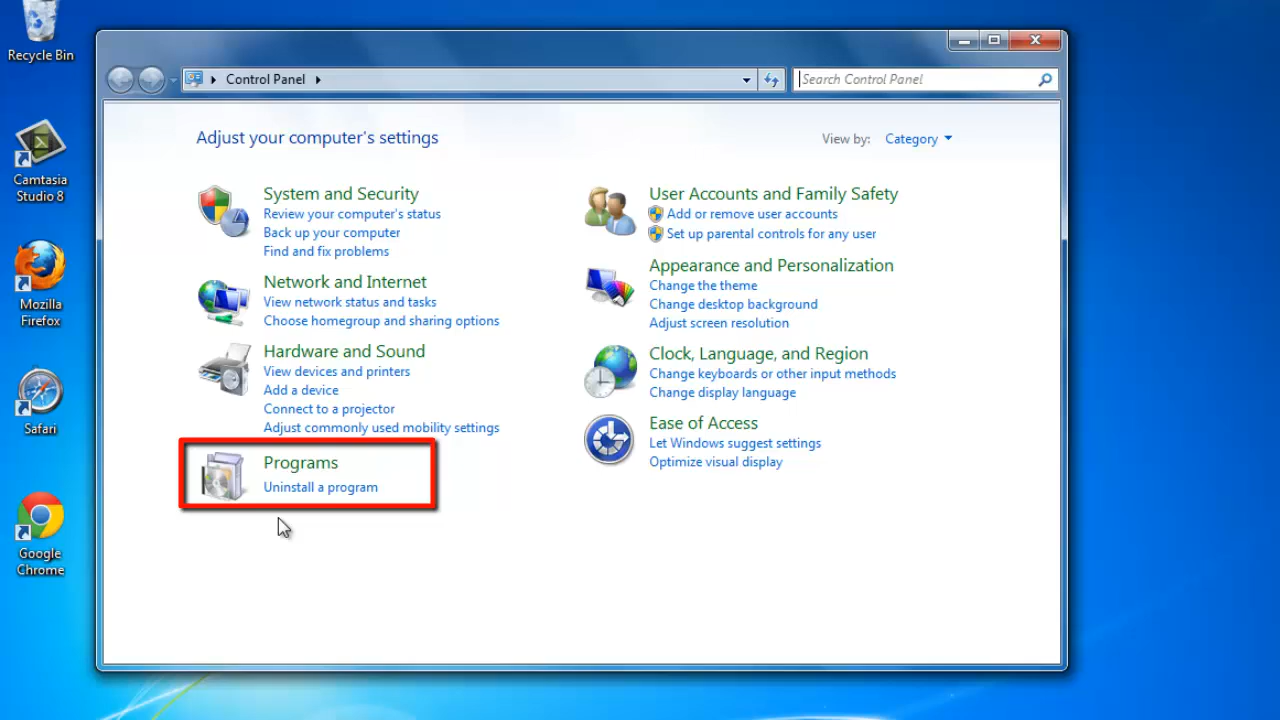 Recycle Bin
Camtasia
Studio 8
Mozilla
Firefox
Safari
Google
Chrome
Control Panel
Search Control Panel
Adjust your computer's settings
View by: Category
System and Security
Review your computer's status
Back up your computer
Find and fix problems
Network and Internet
View network status and tasks
Choose homegroup and sharing options
Hardware and Sound
View devices and printers
Add a device
Connect to a projector
Adjust commonly used mobility settings
Programs
Uninstall a program
User Accounts and Family Safety
Add or remove user accounts
Set up parental controls for any user
Appearance and Personalization
Change the theme
Change desktop background
Adjust screen resolution
Clock, Language, and Region
Change keyboards or other input methods
Change display language
Ease of Access
Let Windows suggest settings
Optimize visual display